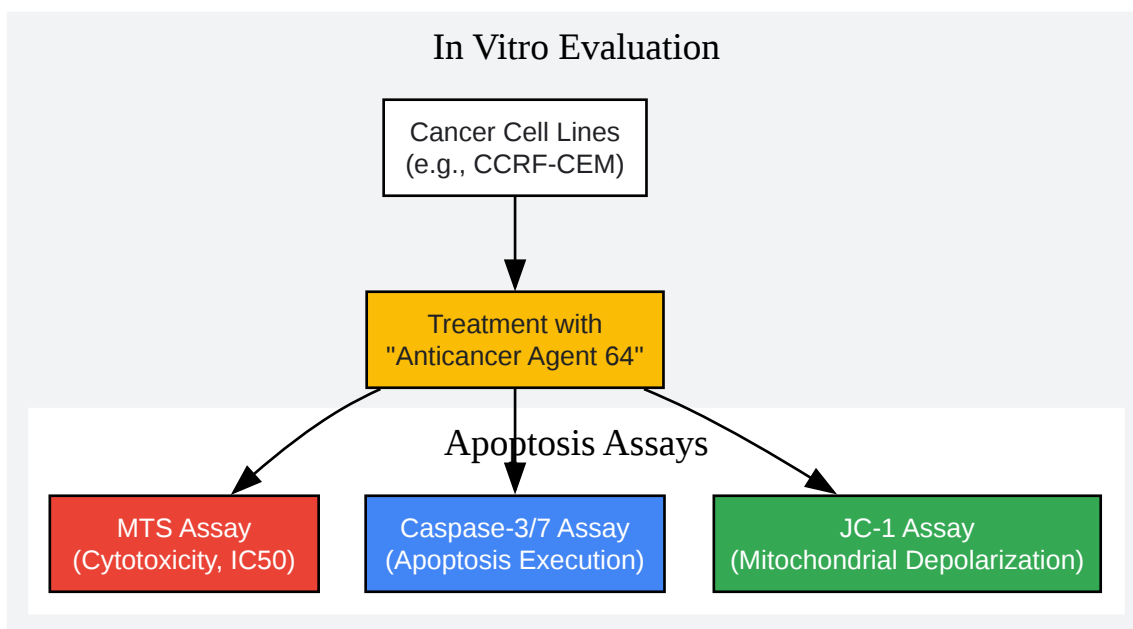 In Vitro Evaluation
Cancer Cell Lines
(e.g., CCRF-CEM)
Treatment with
"Anticancer Agent 64"
Apoptosis Assays
MTS Assay
(Cytotoxicity, IC50)
Caspase-3/7 Assay
(Apoptosis Execution)
JC-1 Assay
(Mitochondrial Depolarization)